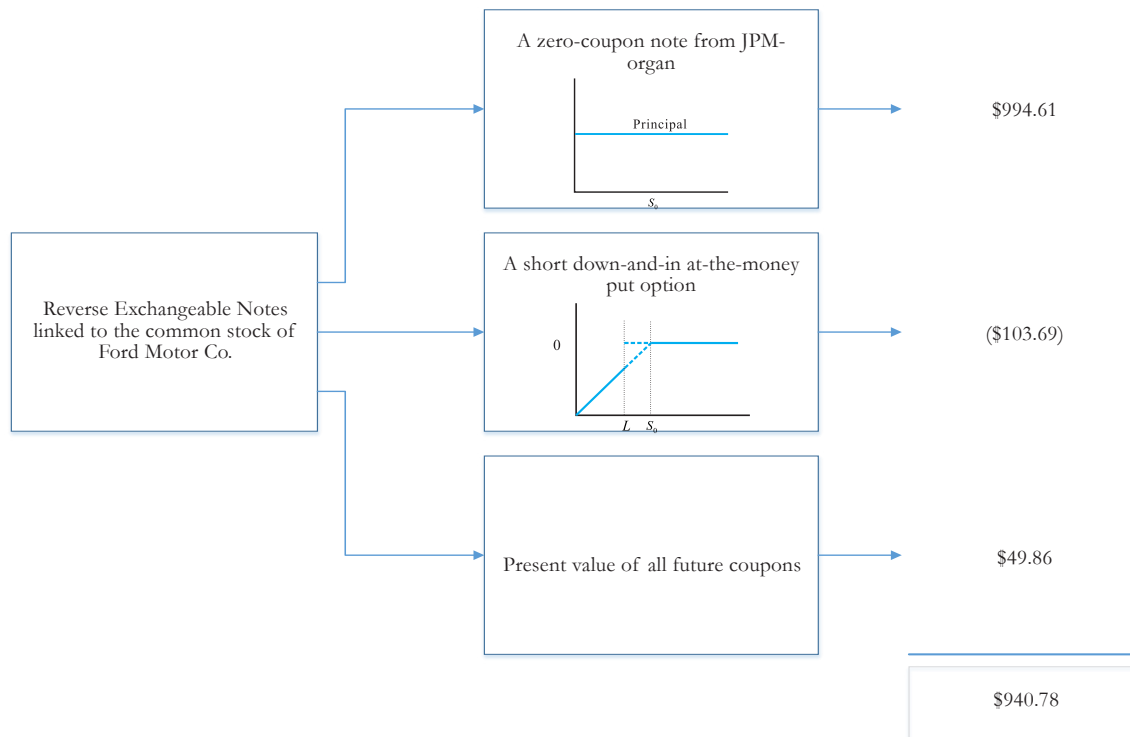 A zero-coupon note from JPM-
organ
Principal
S₀
$994.61
Reverse Exchangeable Notes
linked to the common stock of
Ford Motor Co.
A short down-and-in at-the-money
put option
0
L S₀
($103.69)
Present value of all future coupons
$49.86
$940.78